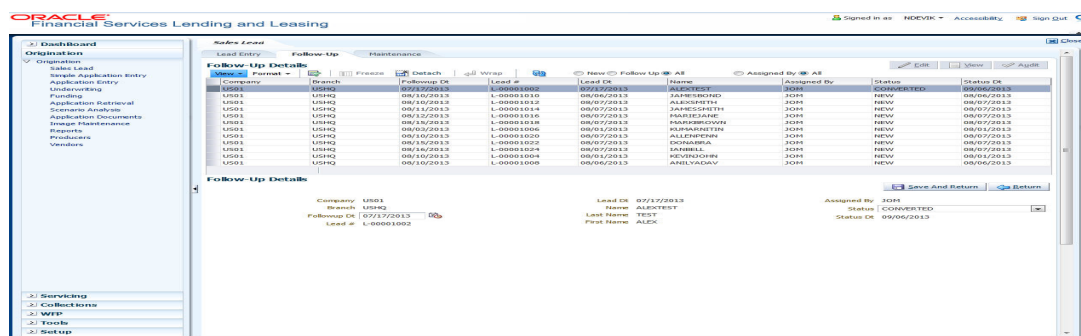 ORACLE
Financial Services Lending and Leasing
Signed in as NDEVIK Accessibility Sign Out
DashBoard
Origination
Origination
Sales Lead
Simple Application Entry
Application Entry
Underwriting
Funding
Application Retrieval
Scenario Analysis
Application Documents
Image Maintenance
Reports
Producers
Vendors
Servicing
Collections
WFP
Tools
Setup
Sales Lead
Close
Lead Entry Follow-Up Maintenance
Follow-Up Details
Edit View Audit
View Format Freeze Detach Wrap New Follow Up All Assigned By All
Company Branch Followup Dt Lead # Lead Dt Name Assigned By Status Status Dt
US01 USHQ 07/17/2013 L-00001002 07/17/2013 ALEXTEST JOM CONVERTED 09/06/2013
US01 USHQ 08/10/2013 L-00001010 08/06/2013 JAMESBOND JOM NEW 08/06/2013
US01 USHQ 08/10/2013 L-00001012 08/07/2013 ALEXSMITH JOM NEW 08/07/2013
US01 USHQ 08/11/2013 L-00001014 08/07/2013 JAMESSMITH JOM NEW 08/07/2013
US01 USHQ 08/12/2013 L-00001016 08/07/2013 MARIEJANE JOM NEW 08/07/2013
US01 USHQ 08/15/2013 L-00001018 08/07/2013 MARKBROWN JOM NEW 08/07/2013
US01 USHQ 08/03/2013 L-00001006 08/01/2013 KUMARNITIN JOM NEW 08/01/2013
US01 USHQ 08/10/2013 L-00001020 08/07/2013 ALLENPENN JOM NEW 08/07/2013
US01 USHQ 08/15/2013 L-00001022 08/07/2013 DONABRA JOM NEW 08/07/2013
US01 USHQ 08/16/2013 L-00001024 08/07/2013 IANBELL JOM NEW 08/07/2013
US01 USHQ 08/10/2013 L-00001004 08/01/2013 KEVINJOHN JOM NEW 08/01/2013
US01 USHQ 08/10/2013 L-00001008 08/06/2013 ANILYADAV JOM NEW 08/06/2013
Follow-Up Details
Save And Return Return
Company US01 Lead Dt 07/17/2013 Assigned By JOM
Branch USHQ Name ALEXTEST Status CONVERTED
Followup Dt 07/17/2013 Last Name TEST Status Dt 09/06/2013
Lead # L-00001002 First Name ALEX